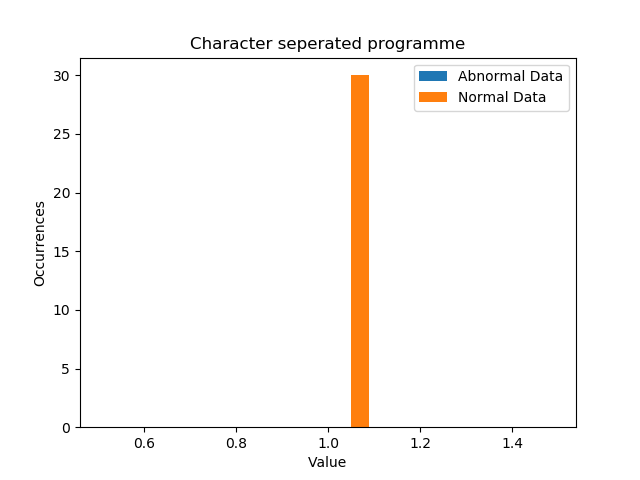 Character seperated programme
Abnormal Data
Normal Data
30
25
20
15
10
5
0
Occurrences
0.6 0.8 1.0 1.2 1.4
Value